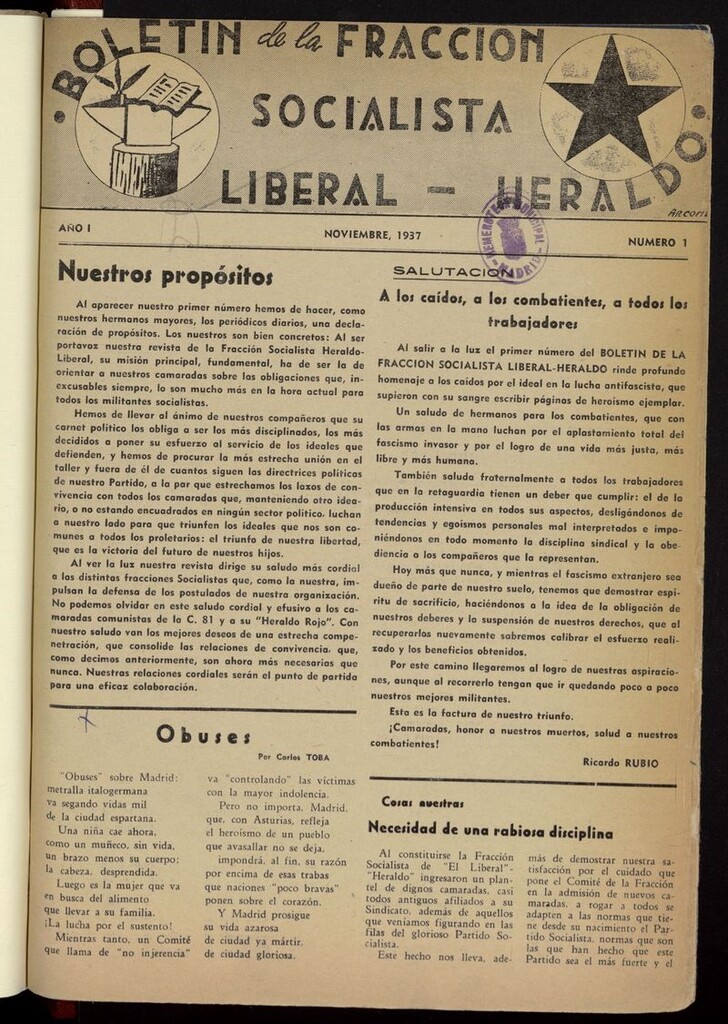 BOLETIN de la FRACCION
SOCIALISTA
LIBERAL - HERALDO
ARCONI
AÑO I
NOVIEMBRE, 1937
NUMERO 1
HEMEROTECA MUNICIPAL
MADRID
Nuestros propósitos
Al aparecer nuestro primer número hemos de hacer, como
nuestros hermanos mayores, los periódicos diarios, una decla-
ración de propósitos. Los nuestros son bien concretos: Al ser
portavoz nuestra revista de la Fracción Socialista Heraldo-
Liberal, su misión principal, fundamental, ha de ser la de
orientar a nuestros camaradas sobre las obligaciones que, in-
excusables siempre, lo son mucho más en la hora actual para
todos los militantes socialistas.
Hemos de llevar al ánimo de nuestros compañeros que su
carnet político los obliga a ser los más disciplinados, los más
decididos a poner su esfuerzo al servicio de los ideales que
defienden, y hemos de procurar la más estrecha unión en el
taller y fuera de él de cuantos siguen las directrices políticas
de nuestro Partido, a la par que estrechamos los lazos de con-
vivencia con todos los camaradas que, manteniendo otro idea-
rio, o no estando encuadrados en ningún sector político, luchan
a nuestro lado para que triunfen los ideales que nos son co-
munes a todos los proletarios: el triunfo de nuestra libertad,
que es la victoria del futuro de nuestros hijos.
Al ver la luz nuestra revista dirige su saludo más cordial
a las distintas fracciones Socialistas que, como la nuestra, im-
pulsan la defensa de los postulados de nuestra organización.
No podemos olvidar en este saludo cordial y efusivo a los ca-
maradas comunistas de la C. 81 y a su "Heraldo Rojo". Con
nuestro saludo van los mejores deseos de una estrecha compe-
netración, que consolide las relaciones de convivencia, que,
como decimos anteriormente, son ahora más necesarias que
nunca. Nuestras relaciones cordiales serán el punto de partida
para una eficaz colaboración.
Obuses
Por Carlos TOBA
"Obuses" sobre Madrid:
metralla italogermana
va segando vidas mil
de la ciudad espartana.
Una niña cae ahora,
como un muñeco, sin vida,
un brazo menos su cuerpo;
la cabeza, desprendida.
Luego es la mujer que va
en busca del alimento
que llevar a su familia.
¡La lucha por el sustento!
Mientras tanto, un Comité
que llama de "no injerencia"
va "controlando" las víctimas
con la mayor indolencia.
Pero no importa. Madrid,
que, con Asturias, refleja
el heroísmo de un pueblo
que avasallar no se deja,
impondrá, al fin, su razón
por encima de esas trabas
que naciones "poco bravas"
ponen sobre el corazón.
Y Madrid prosigue
su vida azarosa
de ciudad ya mártir,
de ciudad gloriosa.
SALUTACION
A los caídos, a los combatientes, a todos los
trabajadores
Al salir a la luz el primer número del BOLETIN DE LA
FRACCION SOCIALISTA LIBERAL-HERALDO rinde profundo
homenaje a los caídos por el ideal en la lucha antifascista, que
supieron con su sangre escribir páginas de heroísmo ejemplar.
Un saludo de hermanos para los combatientes, que con
las armas en la mano luchan por el aplastamiento total del
fascismo invasor y por el logro de una vida más justa, más
libre y más humana.
También saluda fraternalmente a todos los trabajadores
que en la retaguardia tienen un deber que cumplir: el de la
producción intensiva en todos sus aspectos, desligándonos de
tendencias y egoismos personales mal interpretados e impo-
niéndonos en todo momento la disciplina sindical y la obe-
diencia a los compañeros que la representan.
Hoy más que nunca, y mientras el fascismo extranjero sea
dueño de parte de nuestro suelo, tenemos que demostrar espí-
ritu de sacrificio, haciéndonos a la idea de la obligación de
nuestros deberes y la suspensión de nuestros derechos, que al
recuperarlos nuevamente sabremos calibrar el esfuerzo reali-
zado y los beneficios obtenidos.
Por este camino llegaremos al logro de nuestras aspiracio-
nes, aunque al recorrerlo tengan que ir quedando poco a poco
nuestros mejores militantes.
Esta es la factura de nuestro triunfo.
¡Camaradas, honor a nuestros muertos, salud a nuestros
combatientes!
Ricardo RUBIO
Cosas nuestras
Necesidad de una rabiosa disciplina
Al constituirse la Fracción
Socialista de "El Liberal"-
"Heraldo" ingresaron un plan-
tel de dignos camaradas, casi
todos antiguos afiliados a su
Sindicato, además de aquellos
que veníamos figurando en las
filas del glorioso Partido So-
cialista.
Este hecho nos lleva, ade-
más de demostrar nuestra sa-
tisfacción por el cuidado que
pone el Comité de la Fracción
en la admisión de nuevos ca-
maradas, a rogar a todos se
adapten a las normas que tie-
ne desde su nacimiento el Par-
tido Socialista, normas que son
las que han hecho que este
Partido sea el más fuerte y el